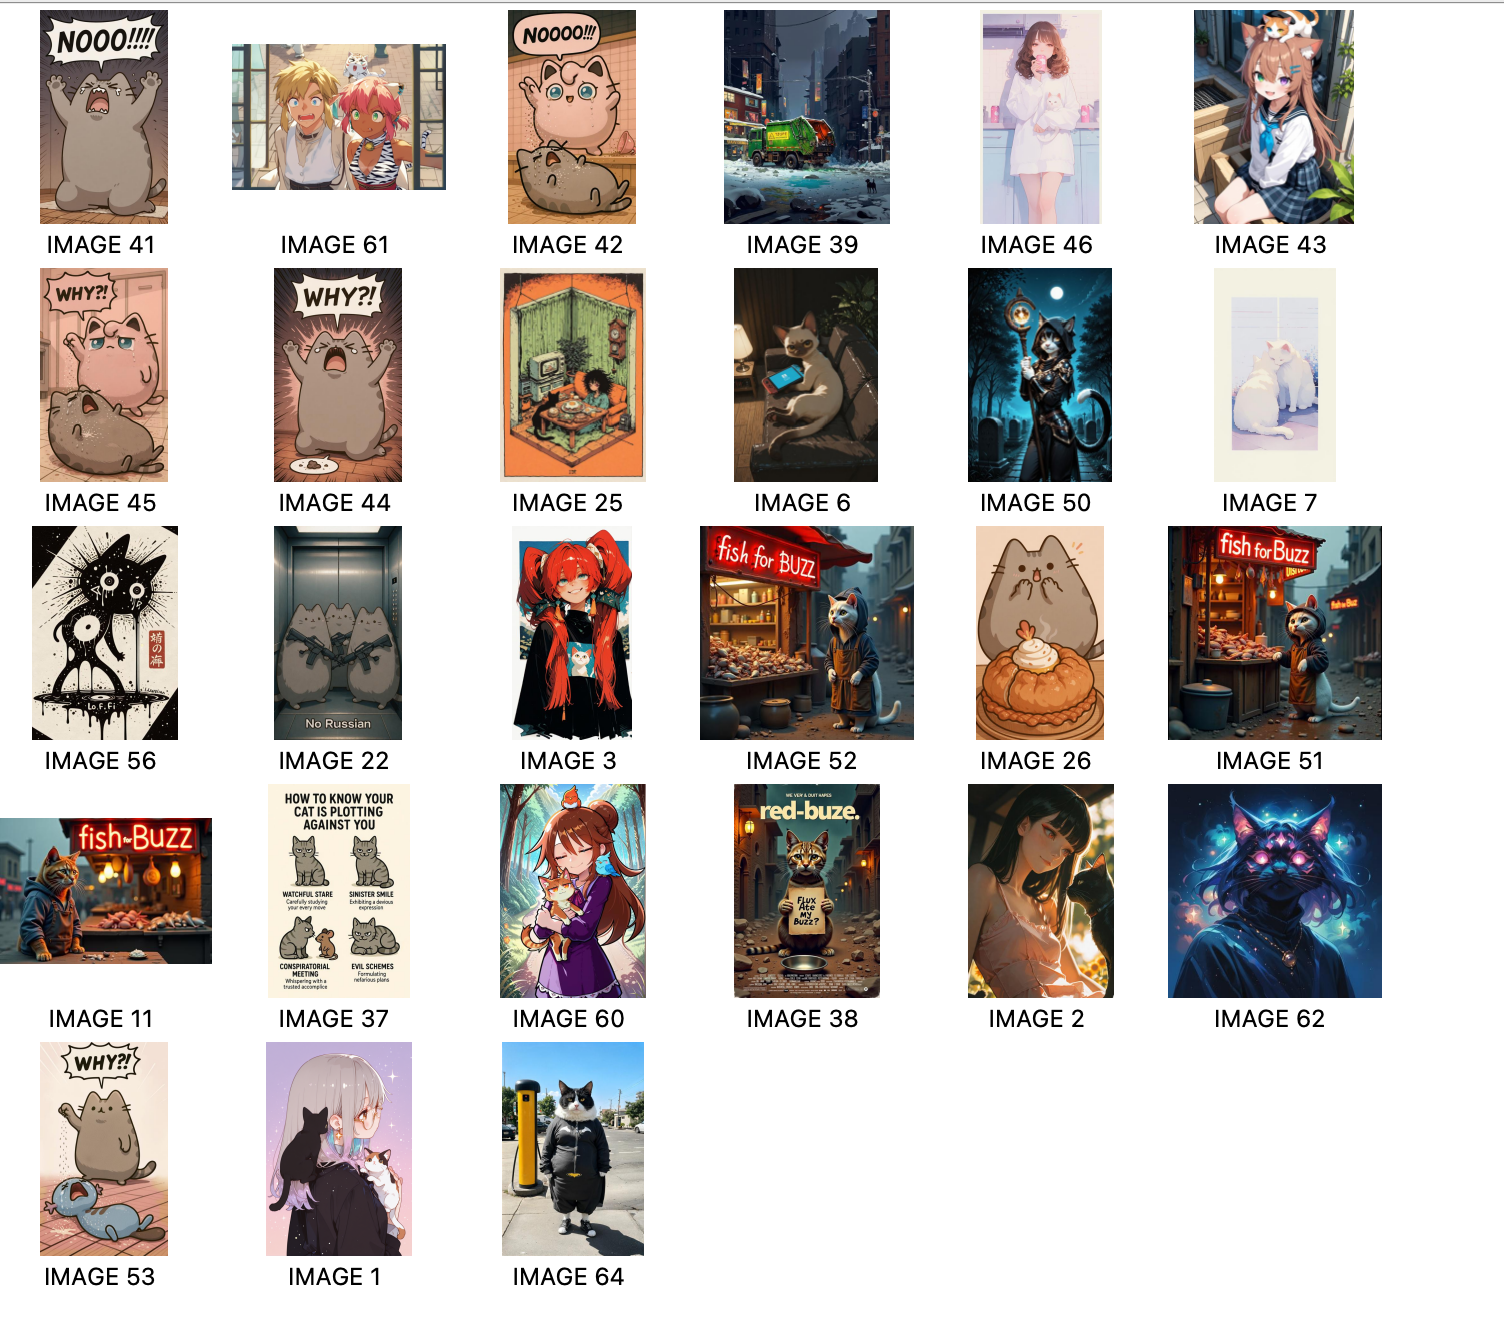 NOOO!!!!
NOOOO!!!
IMAGE 41
IMAGE 61
IMAGE 42
IMAGE 39
IMAGE 46
IMAGE 43
WHY?!
WHY?!
IMAGE 45
IMAGE 44
IMAGE 25
IMAGE 6
IMAGE 50
IMAGE 7
Lo.F.Fi
No Russian
fish for BUZZ
fish for Buzz
IMAGE 56
IMAGE 22
IMAGE 3
IMAGE 52
IMAGE 26
IMAGE 51
fish for Buzz
HOW TO KNOW YOUR
CAT IS PLOTTING
AGAINST YOU
WATCHFUL STARE
Carefully studying
your every move
SINISTER SMILE
Exhibiting a devious
expression
CONSPIRATORIAL
MEETING
Whispering with a
trusted accomplice
EVIL SCHEMES
Formulating
nefarious plans
red-buze.
FLUX
Ate
My
Buzz?
IMAGE 11
IMAGE 37
IMAGE 60
IMAGE 38
IMAGE 2
IMAGE 62
WHY?!
IMAGE 53
IMAGE 1
IMAGE 64